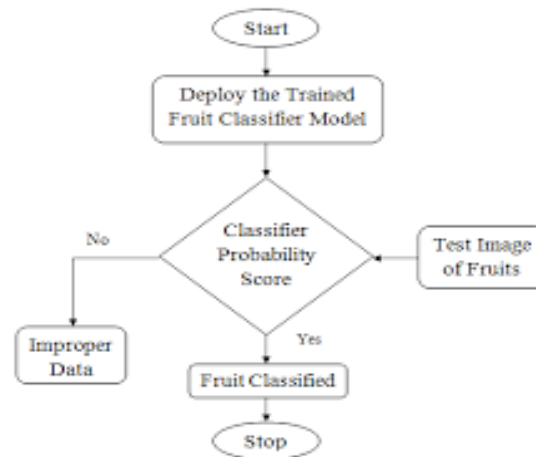 Start
Deploy the Trained
Fruit Classifier Model
Classifier
Probability
Score
No
Test Image
of Fruits
Improper
Data
Yes
Fruit Classified
Stop